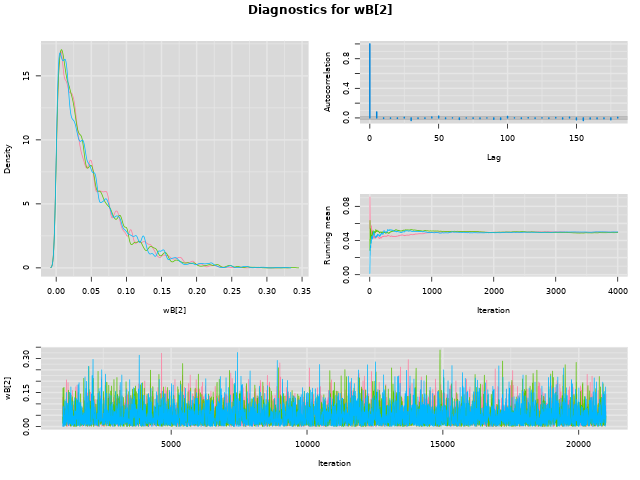 Diagnostics for wB[2]
Density
15
10
5
0
0.00 0.05 0.10 0.15 0.20 0.25 0.30 0.35
wB[2]
Autocorrelation
0.8
0.4
0.0
0 50 100 150
Lag
Running mean
0.08
0.04
0.00
0 1000 2000 3000 4000
Iteration
wB[2]
0.30
0.15
0.00
5000 10000 15000 20000
Iteration